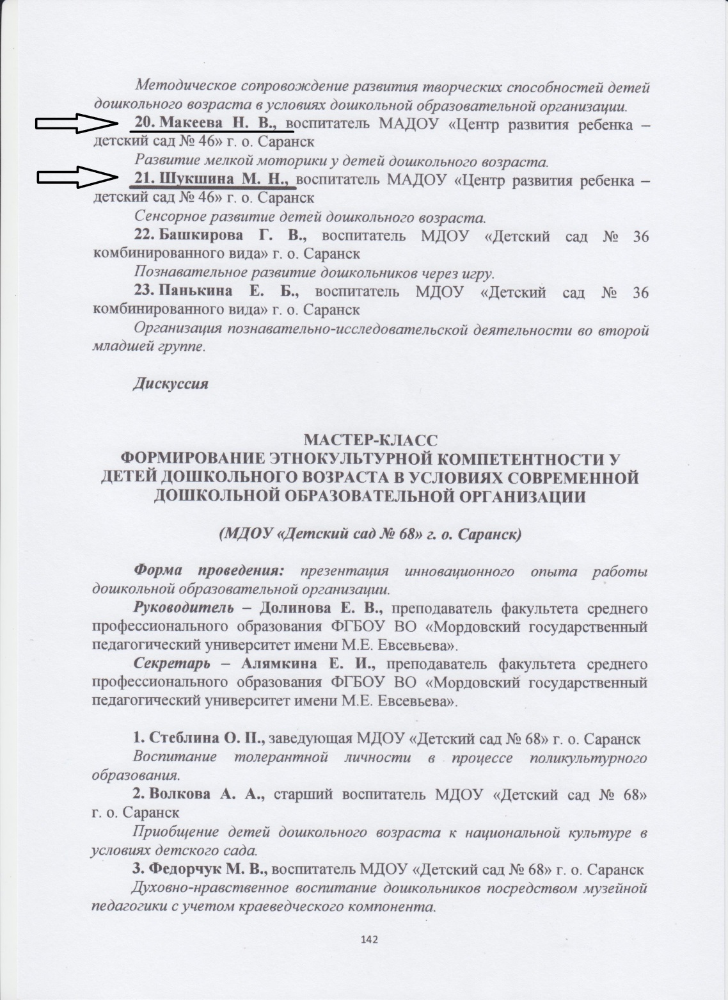 Методическое сопровождение развития творческих способностей детей
дошкольного возраста в условиях дошкольной образовательной организации.
20. Макеева Н. В., воспитатель МАДОУ «Центр развития ребенка –
детский сад № 46» г. о. Саранск
Развитие мелкой моторики у детей дошкольного возраста.
21. Шукшина М. Н., воспитатель МАДОУ «Центр развития ребенка –
детский сад № 46» г. о. Саранск
Сенсорное развитие детей дошкольного возраста.
22. Башкирова Г. В., воспитатель МДОУ «Детский сад № 36
комбинированного вида» г. о. Саранск
Познавательное развитие дошкольников через игру.
23. Панькина Е. Б., воспитатель МДОУ «Детский сад № 36
комбинированного вида» г. о. Саранск
Организация познавательно-исследовательской деятельности во второй
младшей группе.
Дискуссия
МАСТЕР-КЛАСС
ФОРМИРОВАНИЕ ЭТНОКУЛЬТУРНОЙ КОМПЕТЕНТНОСТИ У
ДЕТЕЙ ДОШКОЛЬНОГО ВОЗРАСТА В УСЛОВИЯХ СОВРЕМЕННОЙ
ДОШКОЛЬНОЙ ОБРАЗОВАТЕЛЬНОЙ ОРГАНИЗАЦИИ
(МДОУ «Детский сад № 68» г. о. Саранск)
Форма проведения: презентация инновационного опыта работы
дошкольной образовательной организации.
Руководитель – Долинова Е. В., преподаватель факультета среднего
профессионального образования ФГБОУ ВО «Мордовский государственный
педагогический университет имени М.Е. Евсевьева».
Секретарь – Алямкина Е. И., преподаватель факультета среднего
профессионального образования ФГБОУ ВО «Мордовский государственный
педагогический университет имени М.Е. Евсевьева».
1. Стеблина О. П., заведующая МДОУ «Детский сад № 68» г. о. Саранск
Воспитание толерантной личности в процессе поликультурного
образования.
2. Волкова А. А., старший воспитатель МДОУ «Детский сад № 68»
г. о. Саранск
Приобщение детей дошкольного возраста к национальной культуре в
условиях детского сада.
3. Федорчук М. В., воспитатель МДОУ «Детский сад № 68» г. о. Саранск
Духовно-нравственное воспитание дошкольников посредством музейной
педагогики с учетом краеведческого компонента.
142